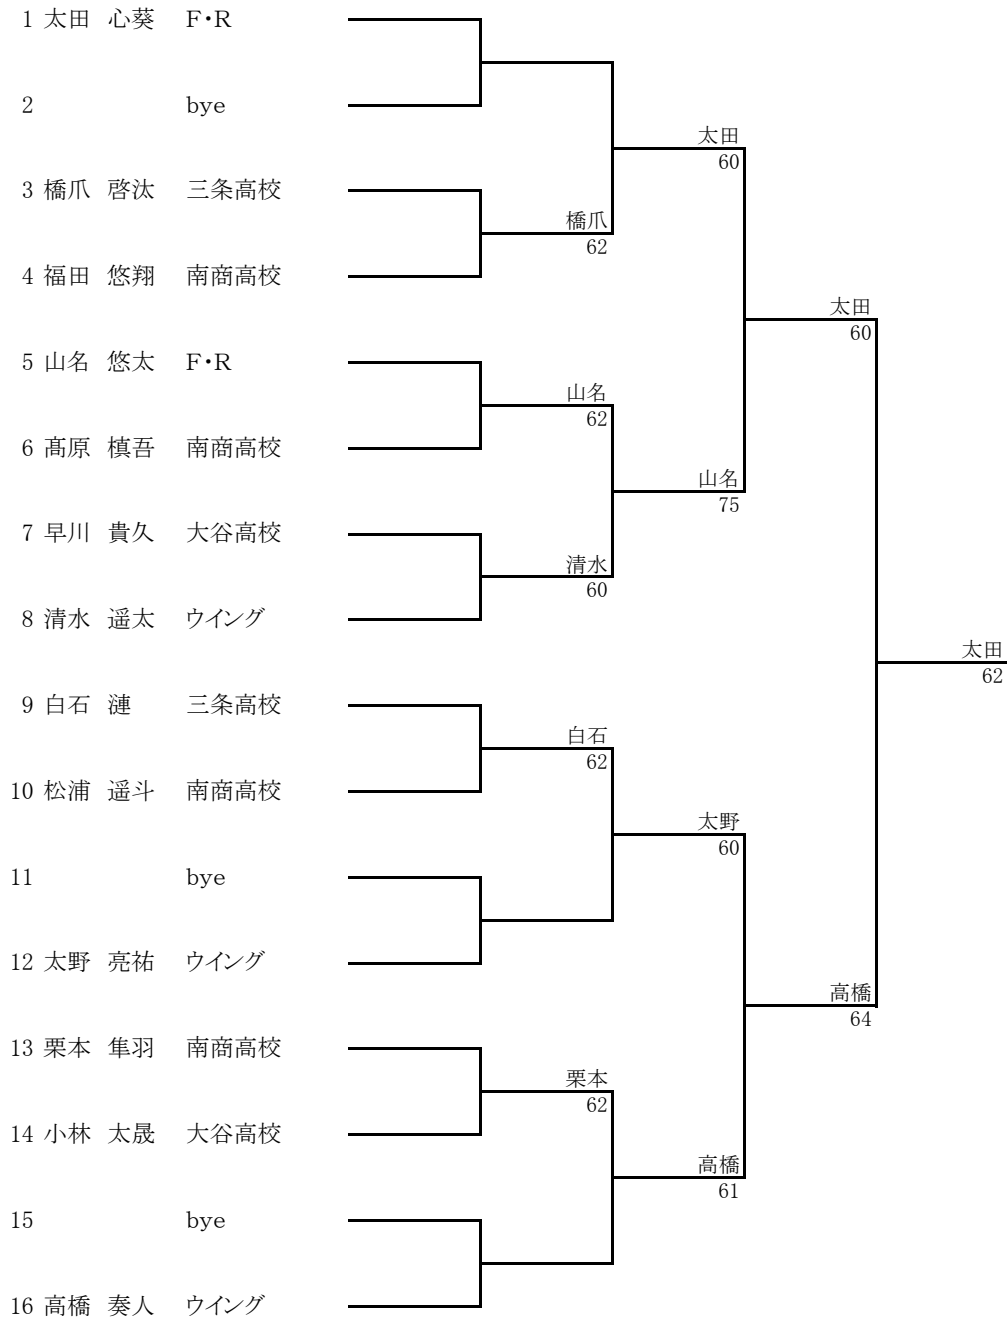 1 太田 心葵 F・R
2 bye
太田
60
3 橋爪 啓汰 三条高校
橋爪
62
4 福田 悠翔 南商高校
太田
60
5 山名 悠太 F・R
山名
62
6 髙原 槙吾 南商高校
山名
75
7 早川 貴久 大谷高校
清水
60
8 清水 遥太 ウイング
太田
62
9 白石 漣 三条高校
白石
62
10 松浦 遥斗 南商高校
太野
60
11 bye
12 太野 亮祐 ウイング
高橋
64
13 栗本 隼羽 南商高校
栗本
62
14 小林 太晟 大谷高校
高橋
61
15 bye
16 高橋 奏人 ウイング